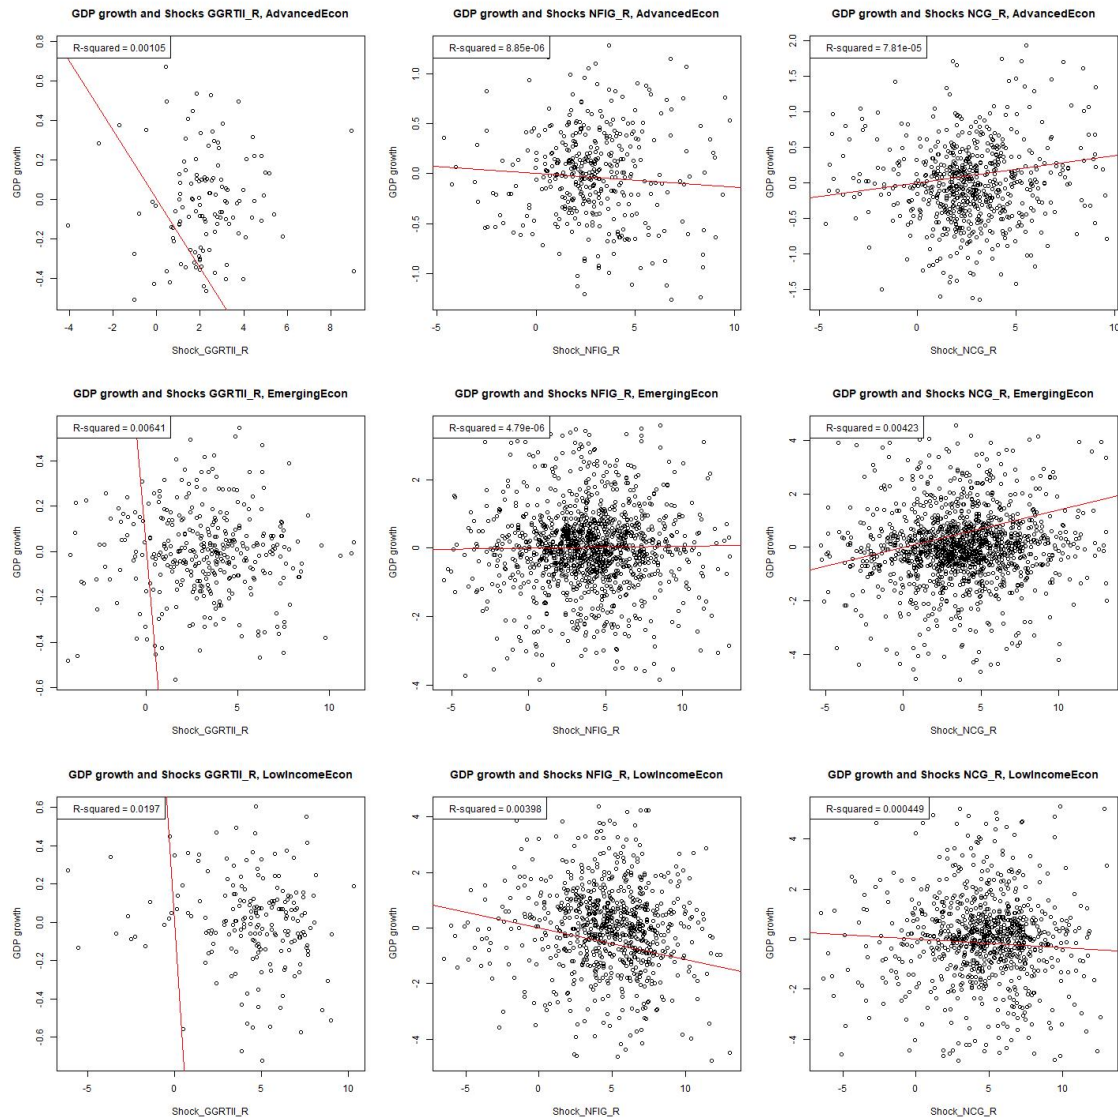 GDP growth and Shocks GGRTII_R, AdvancedEcon
R-squared = 0.00105
0.8
0.6
0.4
0.2
0.0
-0.2
-0.4
GDP growth
-4 -2 0 2 4 6 8
Shock_GGRTII_R
GDP growth and Shocks NFIG_R, AdvancedEcon
R-squared = 8.85e-06
1.0
0.5
0.0
-0.5
-1.0
GDP growth
-5 0 5 10
Shock_NFIG_R
GDP growth and Shocks NCG_R, AdvancedEcon
R-squared = 7.81e-05
2.0
1.5
1.0
0.5
0.0
-0.5
-1.0
-1.5
GDP growth
-5 0 5 10
Shock_NCG_R
GDP growth and Shocks GGRTII_R, EmergingEcon
R-squared = 0.00641
0.4
0.2
0.0
-0.2
-0.4
-0.6
GDP growth
0 5 10
Shock_GGRTII_R
GDP growth and Shocks NFIG_R, EmergingEcon
R-squared = 4.79e-06
2
0
-2
-4
GDP growth
-5 0 5 10
Shock_NFIG_R
GDP growth and Shocks NCG_R, EmergingEcon
R-squared = 0.00423
4
2
0
-2
-4
GDP growth
-5 0 5 10
Shock_NCG_R
GDP growth and Shocks GGRTII_R, LowIncomeEcon
R-squared = 0.0197
0.6
0.4
0.2
0.0
-0.2
-0.4
-0.6
GDP growth
-5 0 5 10
Shock_GGRTII_R
GDP growth and Shocks NFIG_R, LowIncomeEcon
R-squared = 0.00398
4
2
0
-2
-4
GDP growth
-5 0 5 10
Shock_NFIG_R
GDP growth and Shocks NCG_R, LowIncomeEcon
R-squared = 0.000449
4
2
0
-2
-4
GDP growth
-5 0 5 10
Shock_NCG_R